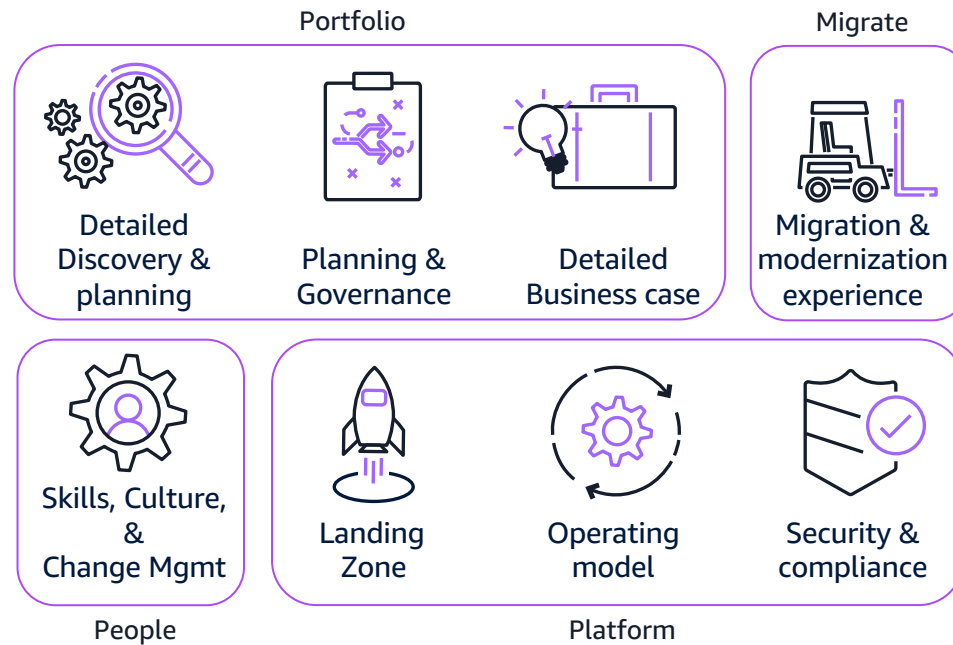 Portfolio
Migrate
Detailed
Discovery &
planning
Planning &
Governance
Detailed
Business case
Migration &
modernization
experience
Skills, Culture,
&
Change Mgmt
Landing
Zone
Operating
model
Security &
compliance
People
Platform